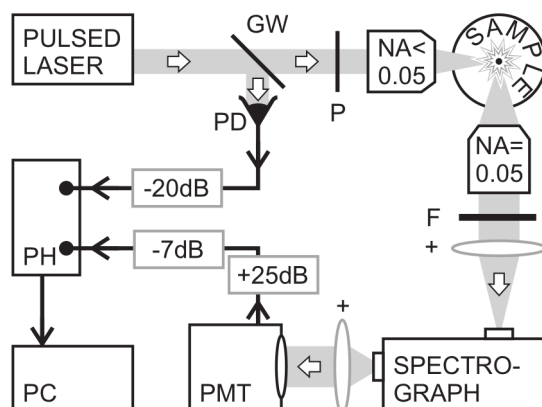 PULSED
LASER
GW
NA<
0.05
SAMPLE
PD
P
NA=
0.05
-20dB
F
+
PH
-7dB
+25dB
+
PC
PMT
SPECTRO-
GRAPH